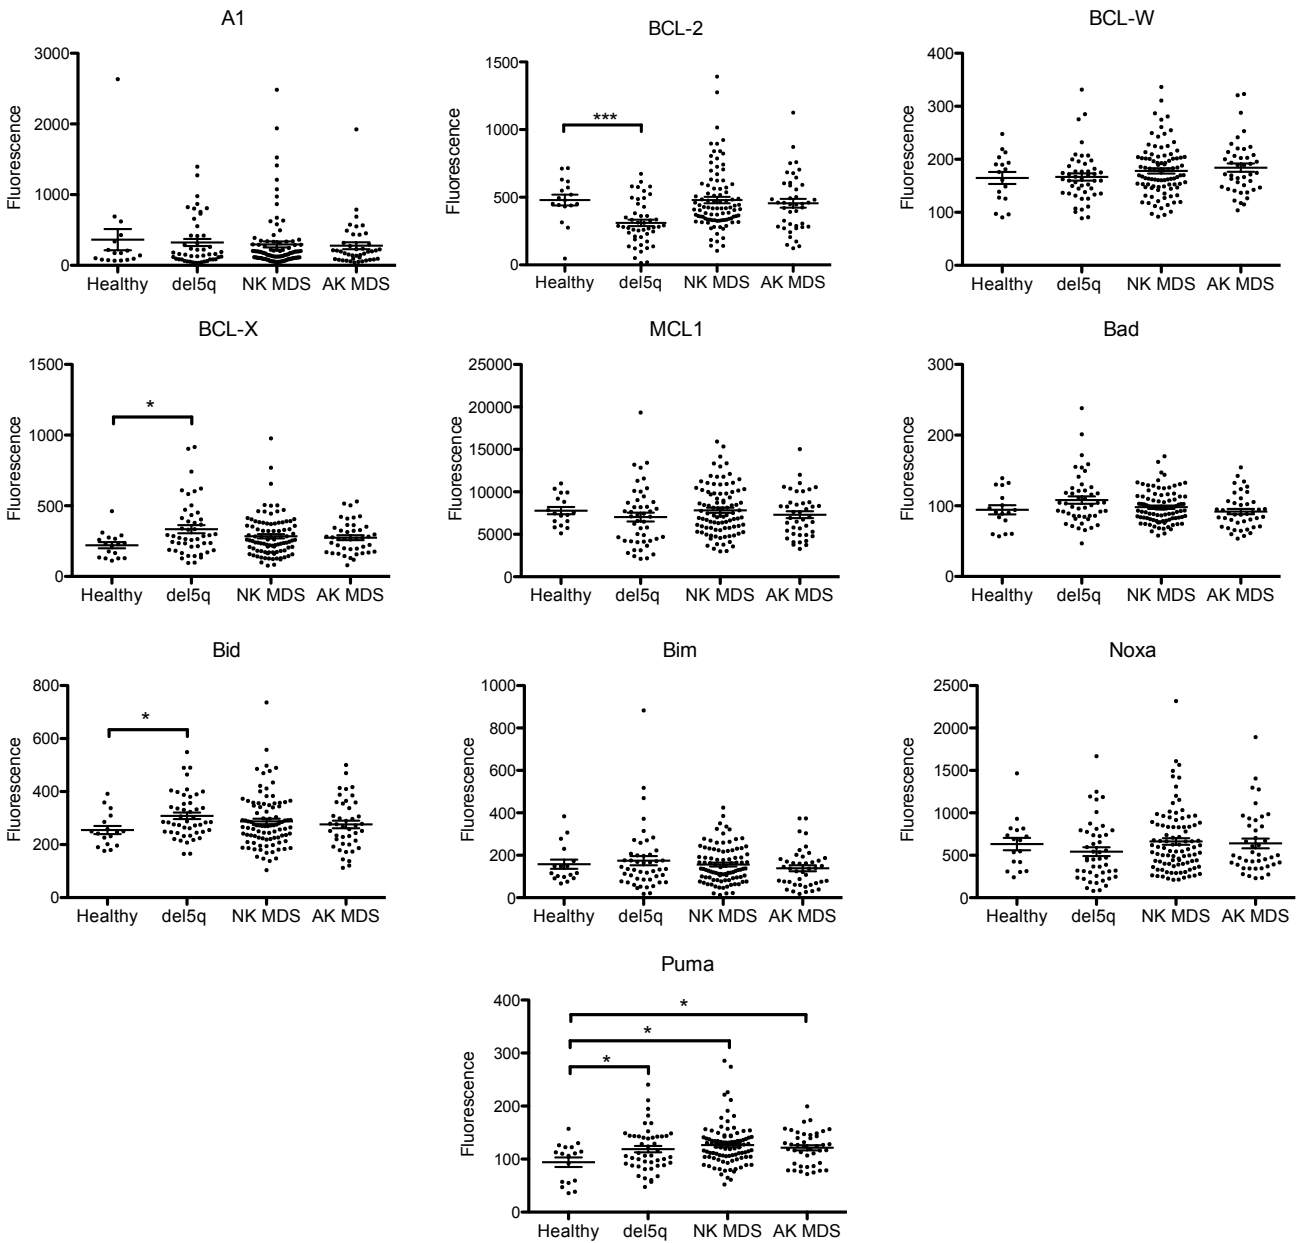 A1
3000
2000
1000
0
Fluorescence
Healthy del5q NK MDS AK MDS
BCL-2
1500
1000
500
0
Fluorescence
***
Healthy del5q NK MDS AK MDS
BCL-W
400
300
200
100
0
Fluorescence
Healthy del5q NK MDS AK MDS
BCL-X
1500
1000
500
0
Fluorescence
*
Healthy del5q NK MDS AK MDS
MCL1
25000
20000
15000
10000
5000
0
Fluorescence
Healthy del5q NK MDS AK MDS
Bad
300
200
100
0
Fluorescence
Healthy del5q NK MDS AK MDS
Bid
800
600
400
200
0
Fluorescence
*
Healthy del5q NK MDS AK MDS
Bim
1000
800
600
400
200
0
Fluorescence
Healthy del5q NK MDS AK MDS
Noxa
2500
2000
1500
1000
500
0
Fluorescence
Healthy del5q NK MDS AK MDS
Puma
400
300
200
100
0
Fluorescence
*
*
*
Healthy del5q NK MDS AK MDS